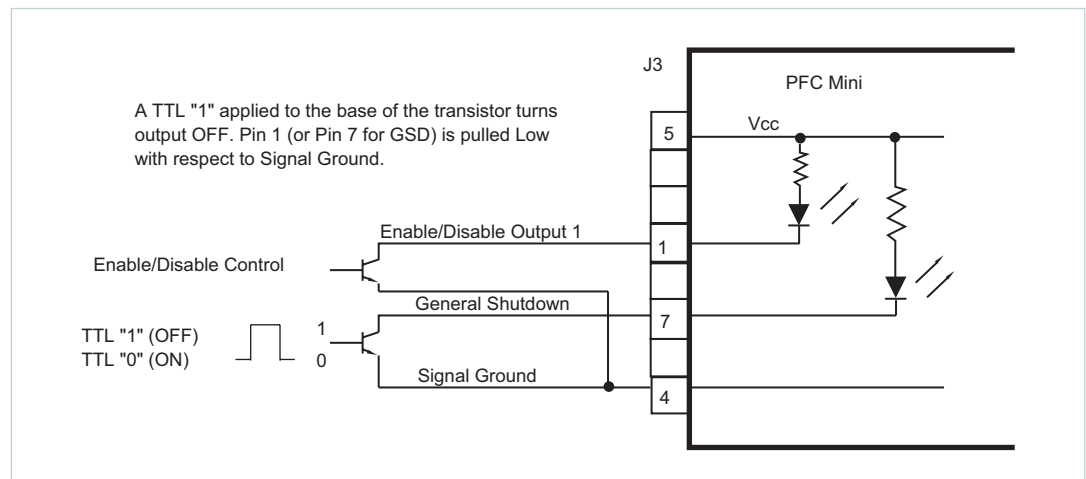 J3
PFC Mini
A TTL "1" applied to the base of the transistor turns
output OFF. Pin 1 (or Pin 7 for GSD) is pulled Low
with respect to Signal Ground.
5
Vcc
Enable/Disable Output 1
1
Enable/Disable Control
General Shutdown
7
TTL "1" (OFF)
TTL "0" (ON)
1
0
Signal Ground
4